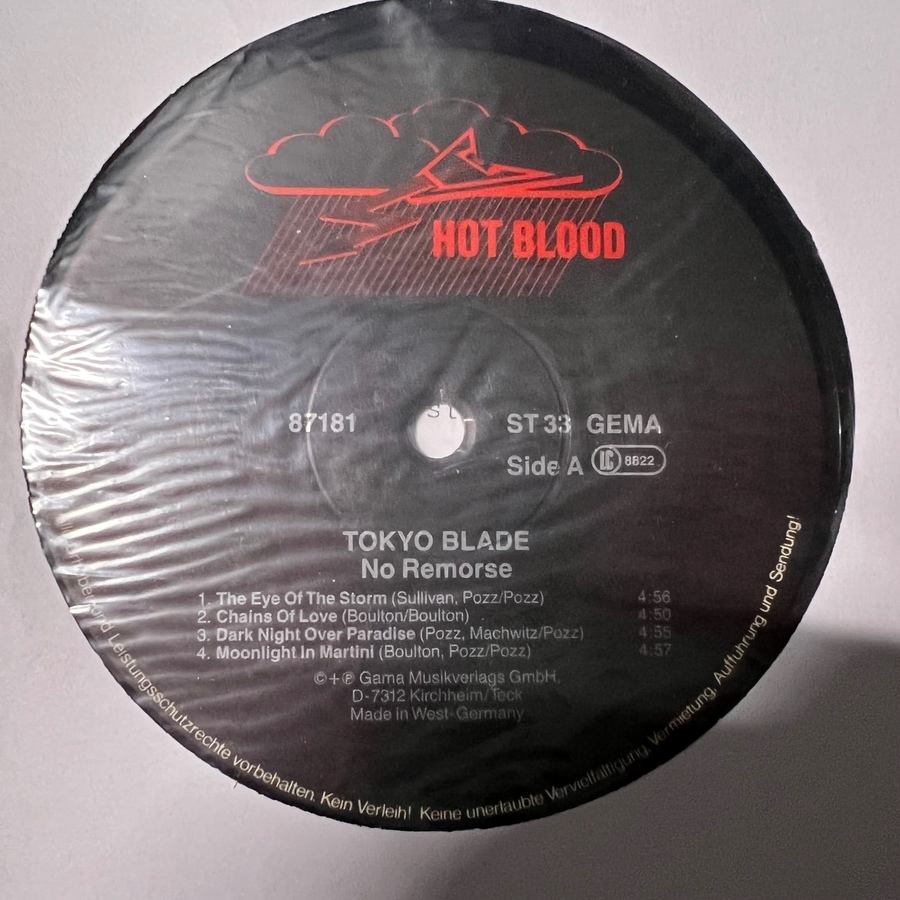 HOT BLOOD
87181
ST 33 GEMA
Side A LC 8822
TOKYO BLADE
No Remorse
1. The Eye Of The Storm (Sullivan, Pozz/Pozz) 4:56
2. Chains Of Love (Boulton/Boulton) 4:50
3. Dark Night Over Paradise (Pozz, Machwitz/Pozz) 4:55
4. Moonlight In Martini (Boulton, Pozz/Pozz) 4:57
©+℗ Gama Musikverlags GmbH,
D-7312 Kirchheim/Teck
Made in West-Germany
und Leistungsschutzrechte vorbehalten. Kein Verleih! Keine unerlaubte Vervielfältigung, Vermietung, Aufführung und Sendung!